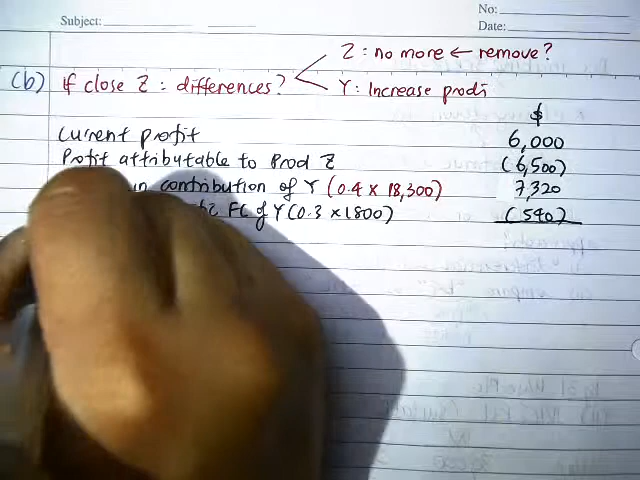 No:
Subject:
Date:
Z : no more ← remove?
(b) If close Z : differences?
Y : Increase prodi
$
Current profit 6,000
Profit attributable to Prod Z (6,500)
in contribution of Y (0.4 x 18,300) 7,320
FC of Y (0.3 x 1800) (540)